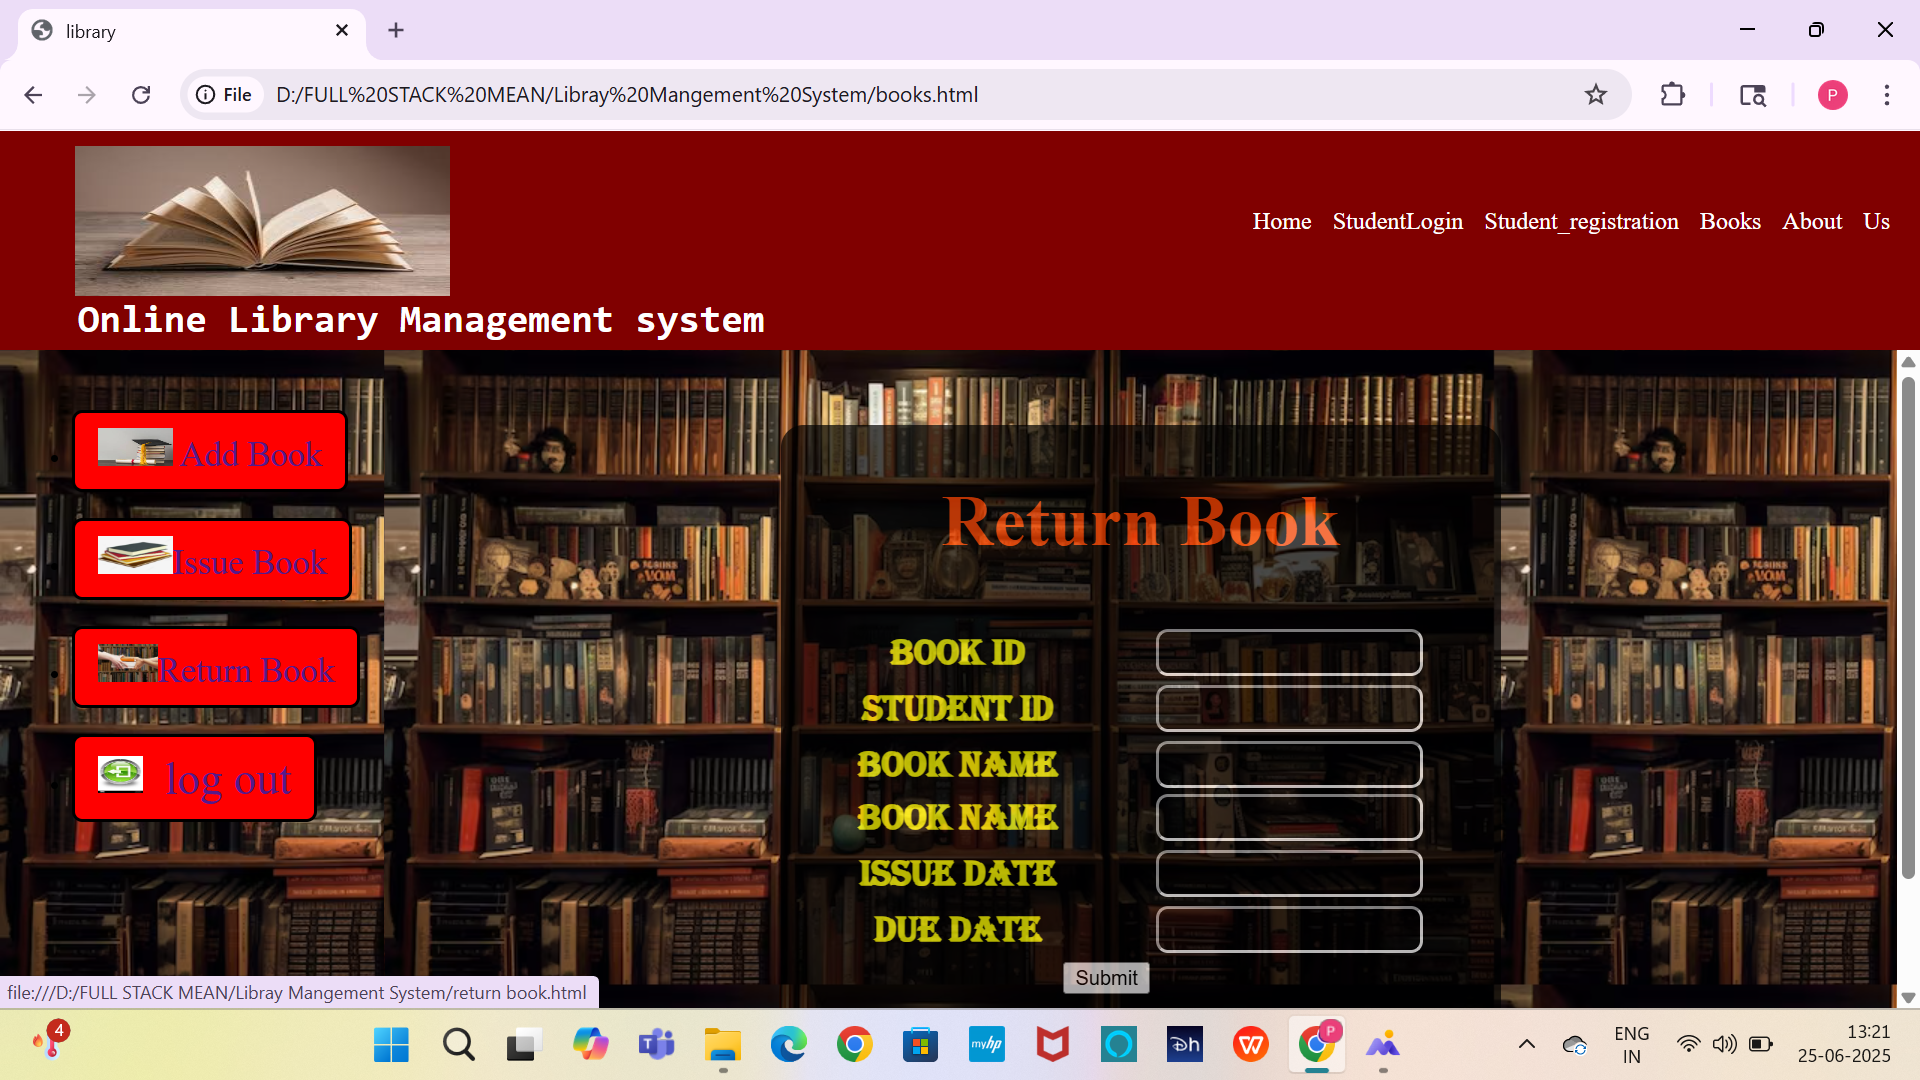 library
File
D:/FULL%20STACK%20MEAN/Libray%20Mangement%20System/books.html
P
Home StudentLogin Student_registration Books About Us
Online Library Management system
Add Book
Issue Book
Return Book
log out
Return Book
BOOK ID
STUDENT ID
BOOK NAME
BOOK NAME
ISSUE DATE
DUE DATE
Submit
file:///D:/FULL STACK MEAN/Libray Mangement System/return book.html
4
myhp
P
ENG
IN
13:21
25-06-2025